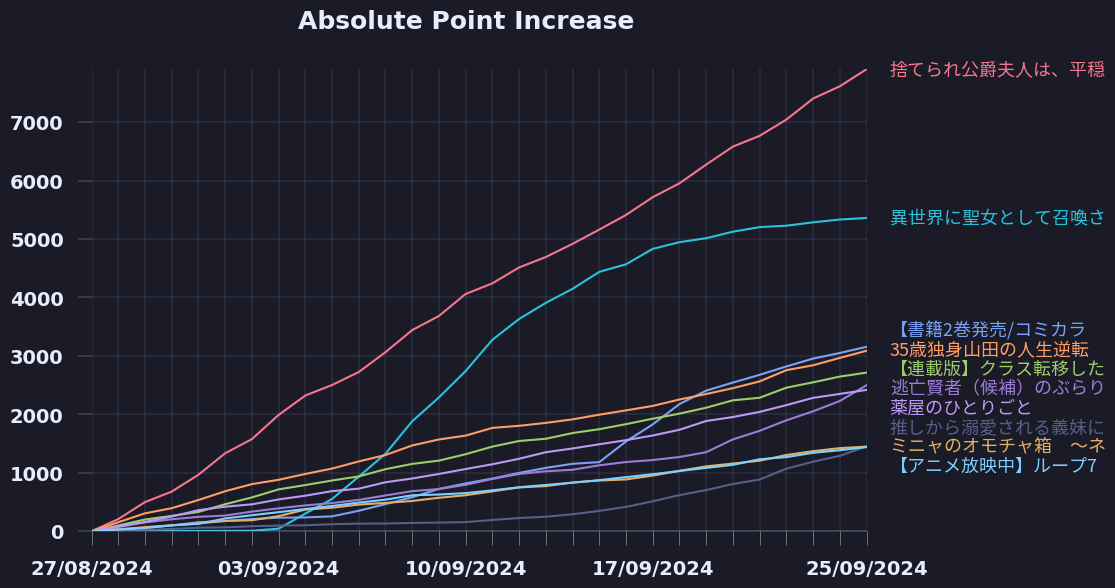 Absolute Point Increase
7000
6000
5000
4000
3000
2000
1000
0
27/08/2024
03/09/2024
10/09/2024
17/09/2024
25/09/2024
捨てられ公爵夫人は、平穏
異世界に聖女として召喚さ
【書籍2巻発売/コミカラ
35歳独身山田の人生逆転
【連載版】クラス転移した
逃亡賢者（候補）のぶらり
薬屋のひとりごと
推しから溺愛される義妹に
ミニャのオモチャ箱　～ネ
【アニメ放映中】ループ7